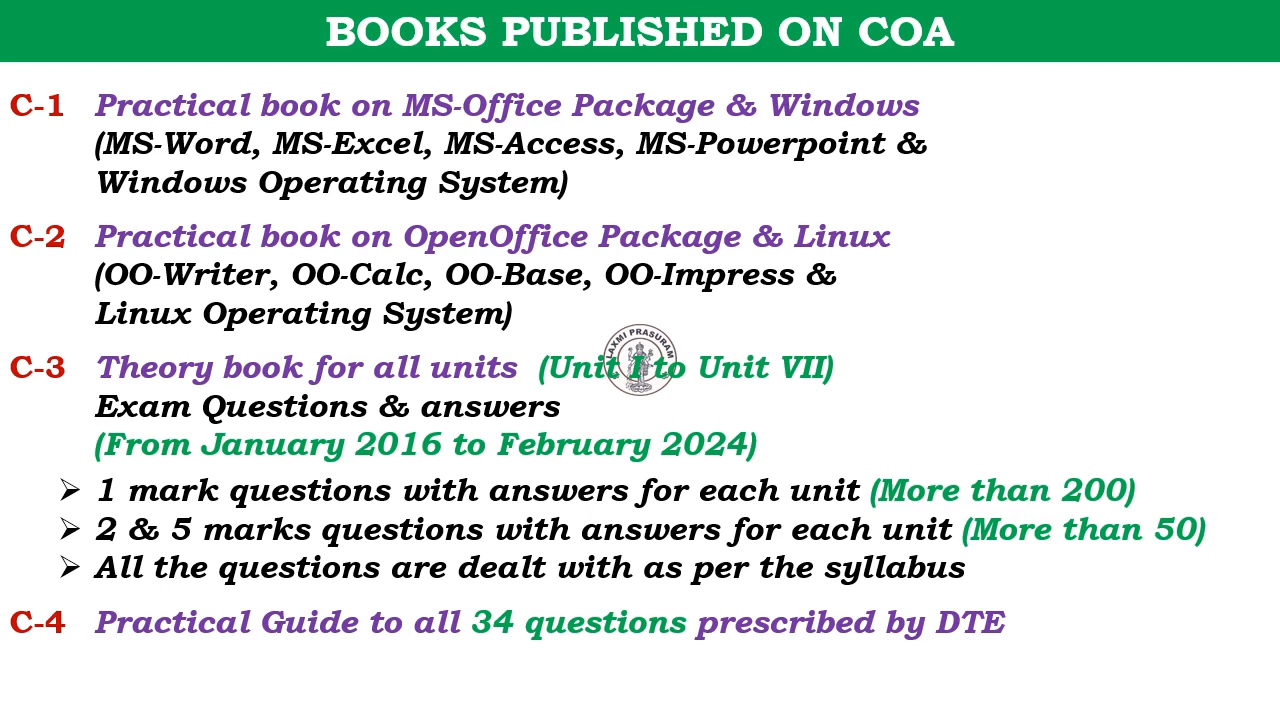 BOOKS PUBLISHED ON COA
C-1 Practical book on MS-Office Package & Windows
(MS-Word, MS-Excel, MS-Access, MS-Powerpoint &
Windows Operating System)
C-2 Practical book on OpenOffice Package & Linux
(OO-Writer, OO-Calc, OO-Base, OO-Impress &
Linux Operating System)
LAXMI PRASURAM
C-3 Theory book for all units (Unit I to Unit VII)
Exam Questions & answers
(From January 2016 to February 2024)
➢ 1 mark questions with answers for each unit (More than 200)
➢ 2 & 5 marks questions with answers for each unit (More than 50)
➢ All the questions are dealt with as per the syllabus
C-4 Practical Guide to all 34 questions prescribed by DTE